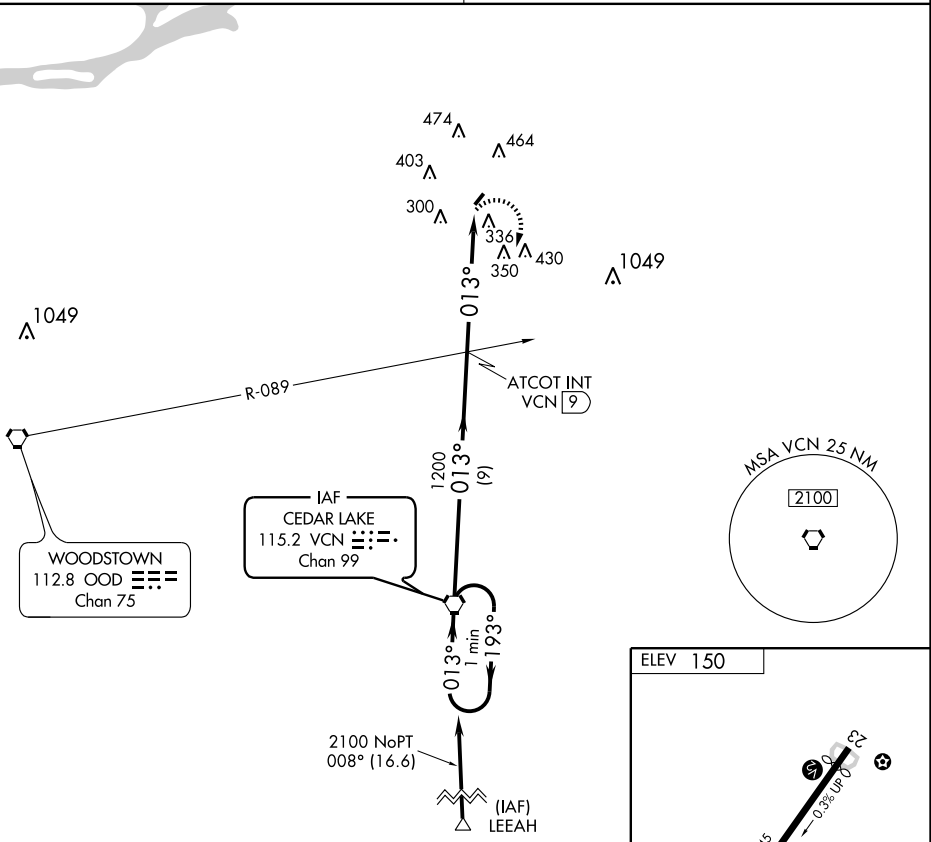 474
464
403
300
336
350
430
1049
1049
013°
R-089
ATCOT INT
VCN 9
1200
013°
(9)
MSA VCN 25 NM
2100
IAF
CEDAR LAKE
115.2 VCN
Chan 99
WOODSTOWN
112.8 OOD
Chan 75
013°
1 min
193°
2100 NoPT
008° (16.6)
(IAF)
LEEAH
ELEV 150
23
V5
0.3% UP